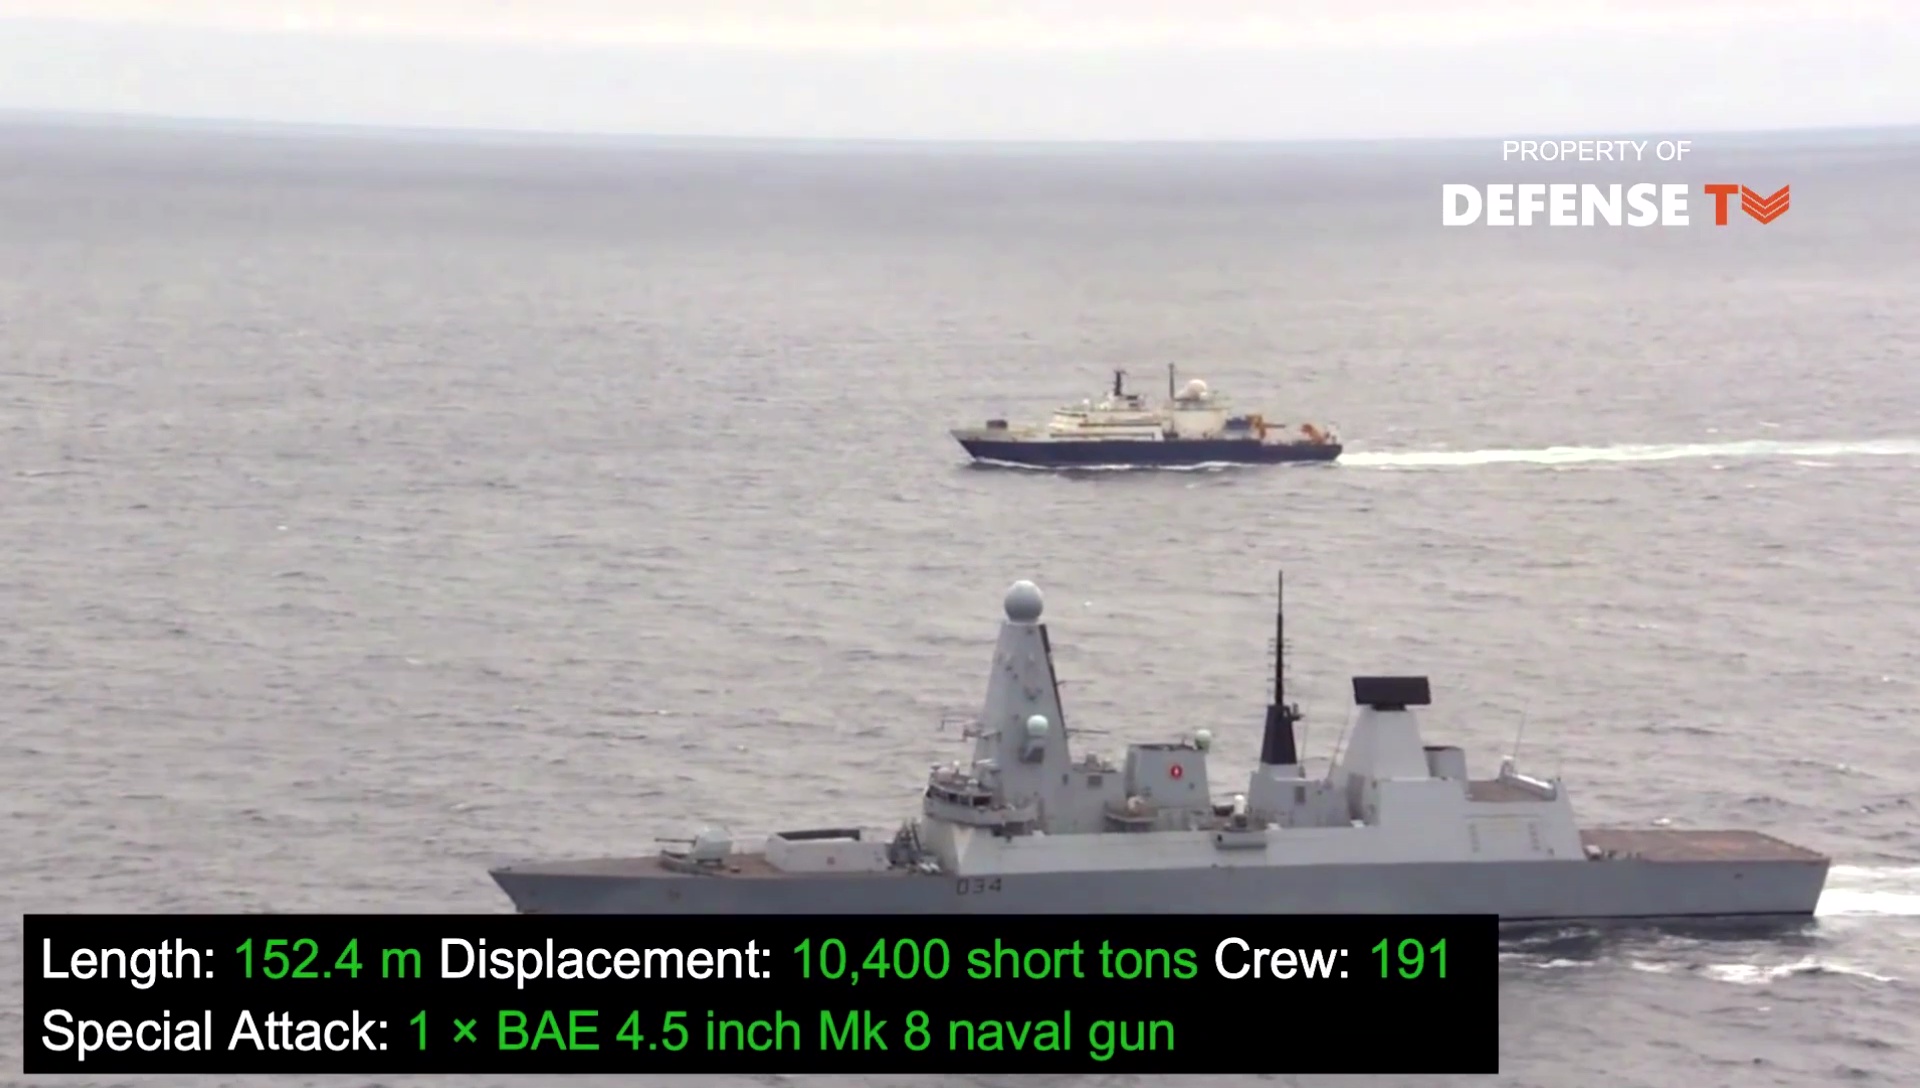 PROPERTY OF
DEFENSE TV
D34
Length: 152.4 m Displacement: 10,400 short tons Crew: 191
Special Attack: 1 × BAE 4.5 inch Mk 8 naval gun